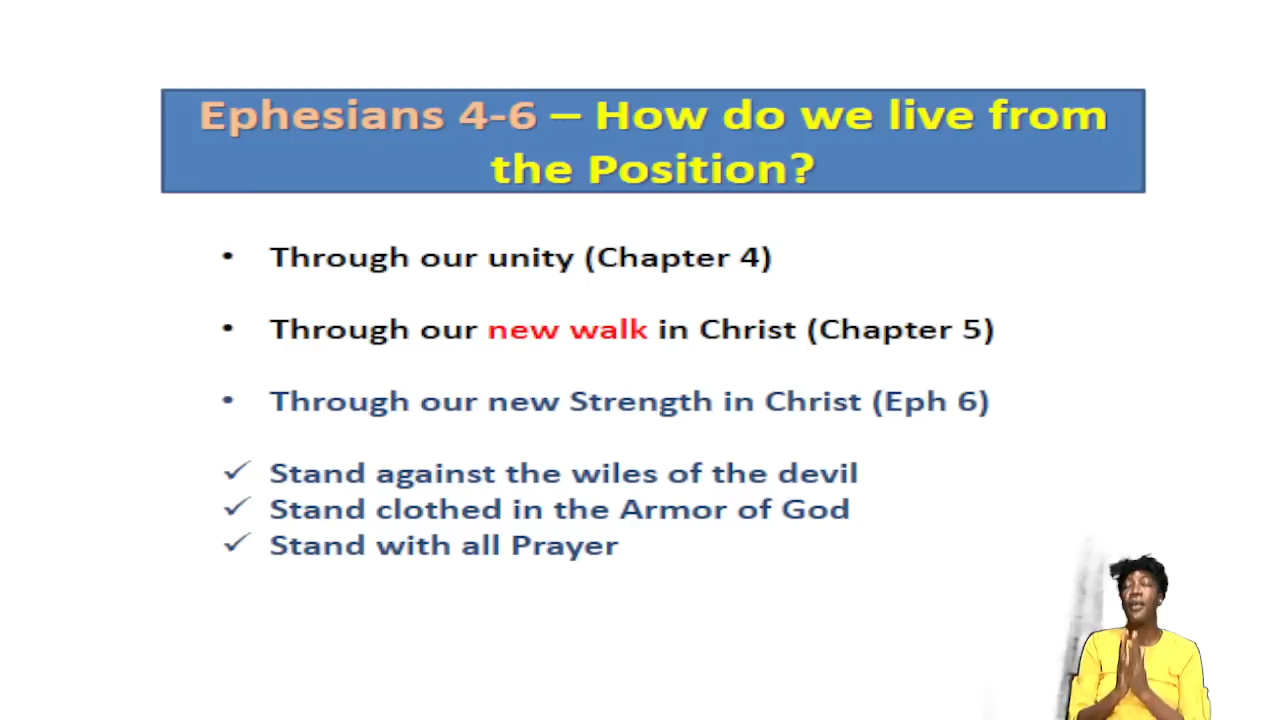 Ephesians 4-6 – How do we live from
the Position?
• Through our unity (Chapter 4)
• Through our new walk in Christ (Chapter 5)
• Through our new Strength in Christ (Eph 6)
✓ Stand against the wiles of the devil
✓ Stand clothed in the Armor of God
✓ Stand with all Prayer